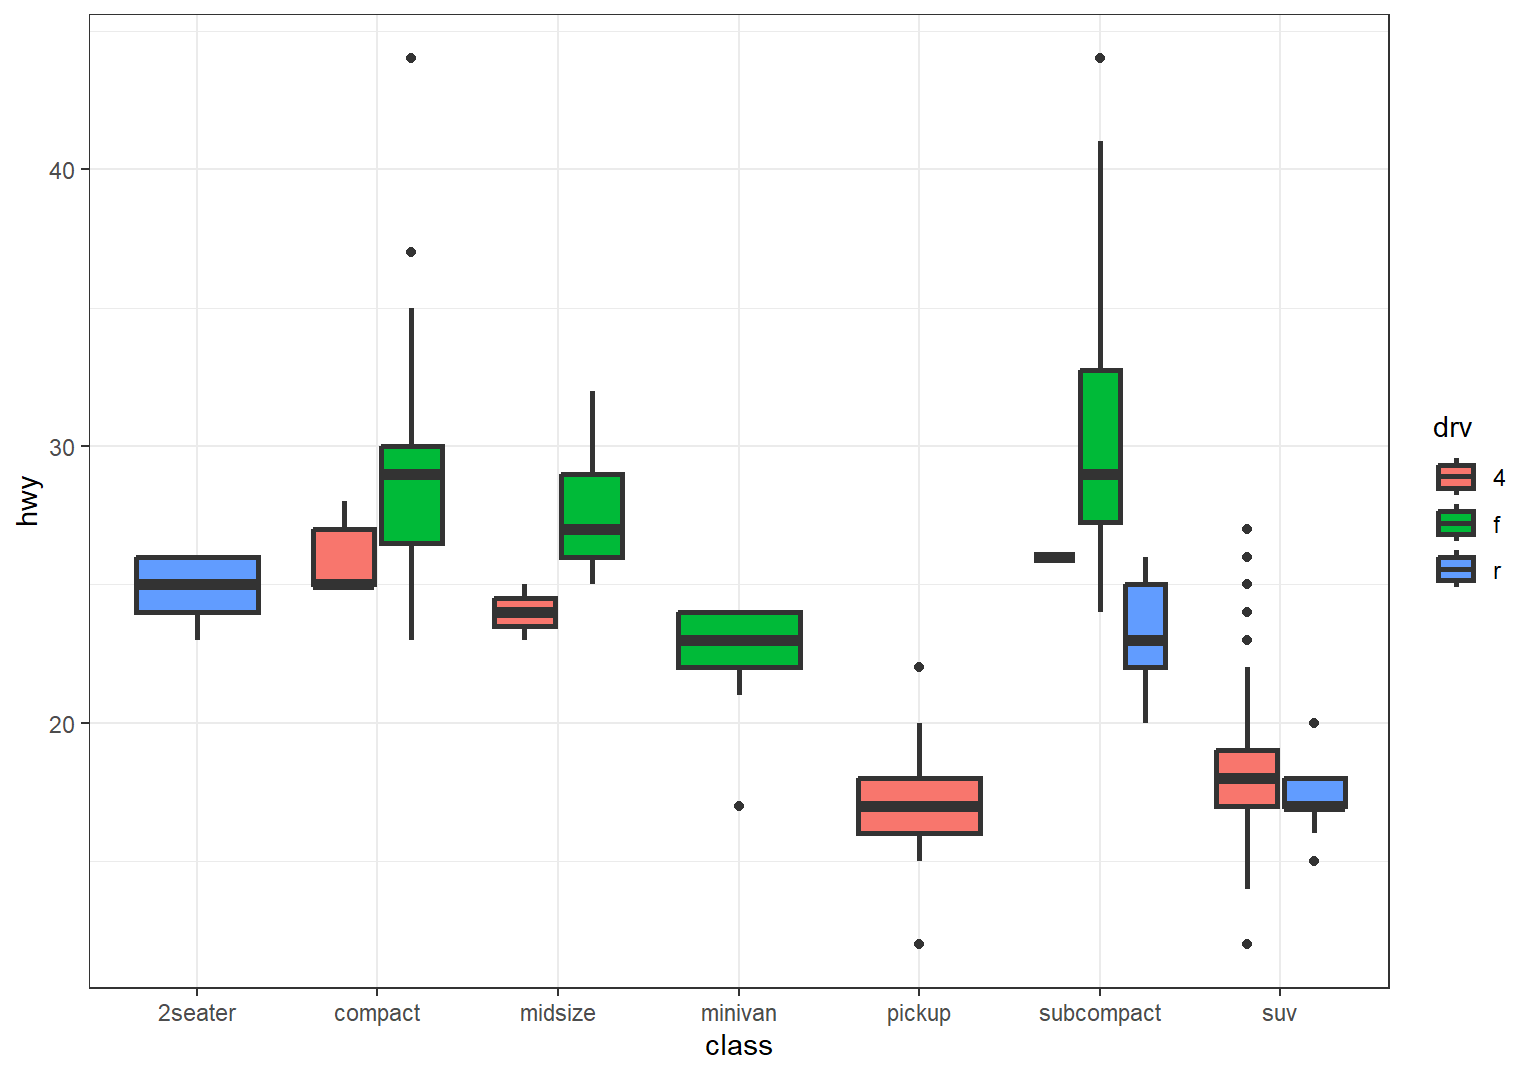 hwy
40
30
20
2seater compact midsize minivan pickup subcompact suv
class
drv
4
f
r